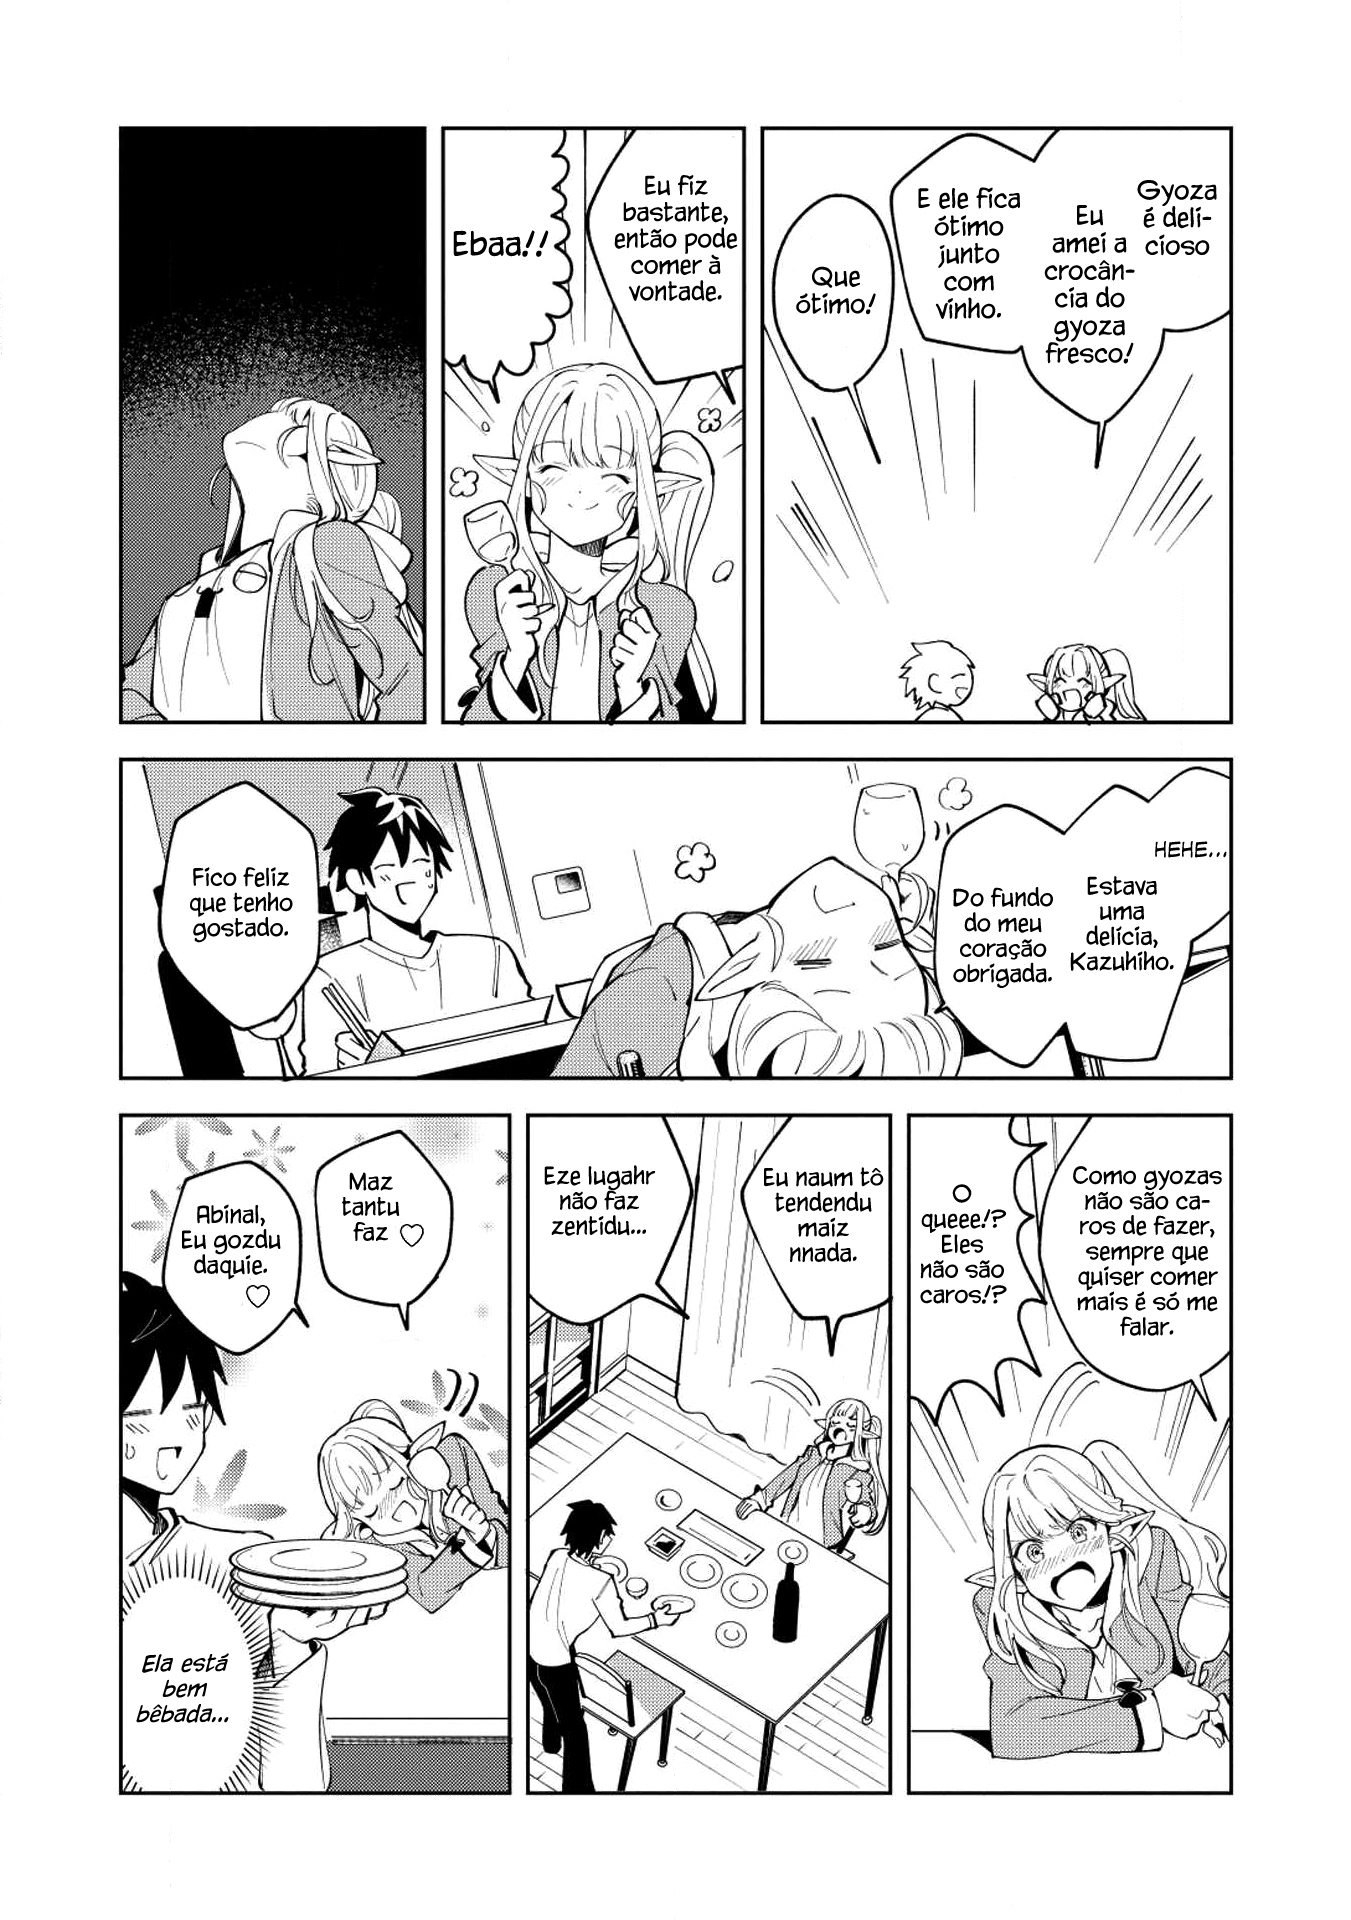 Gyoza
é delí-
cioso
Eu
amei a
crocân-
cia do
gyoza
fresco!
E ele fica
ótimo
junto
com
vinho.
Que
ótimo!
Eu fiz
bastante,
então pode
comer à
vontade.
Ebaa!!
HEHE...
Estava
uma
delícia,
Kazuhiho.
Do fundo
do meu
coração
obrigada.
Fico feliz
que tenho
gostado.
Como gyozas
não são ca-
ros de fazer,
sempre que
quiser comer
mais é só me
falar.
O
queee!?
Eles
não são
caros!?
Eu naum tô
tendendu
maiz
nnada.
Eze lugahr
não faz
zentidu...
Maz
tantu
faz ♡
Abinal,
Eu gozdu
daquie.
♡
Ela está
bem
bêbada...